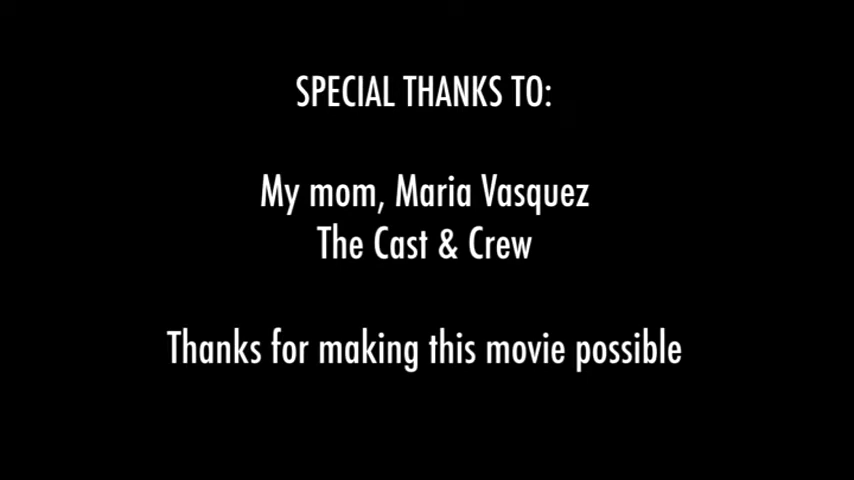 SPECIAL THANKS TO:
My mom, Maria Vasquez
The Cast & Crew
Thanks for making this movie possible